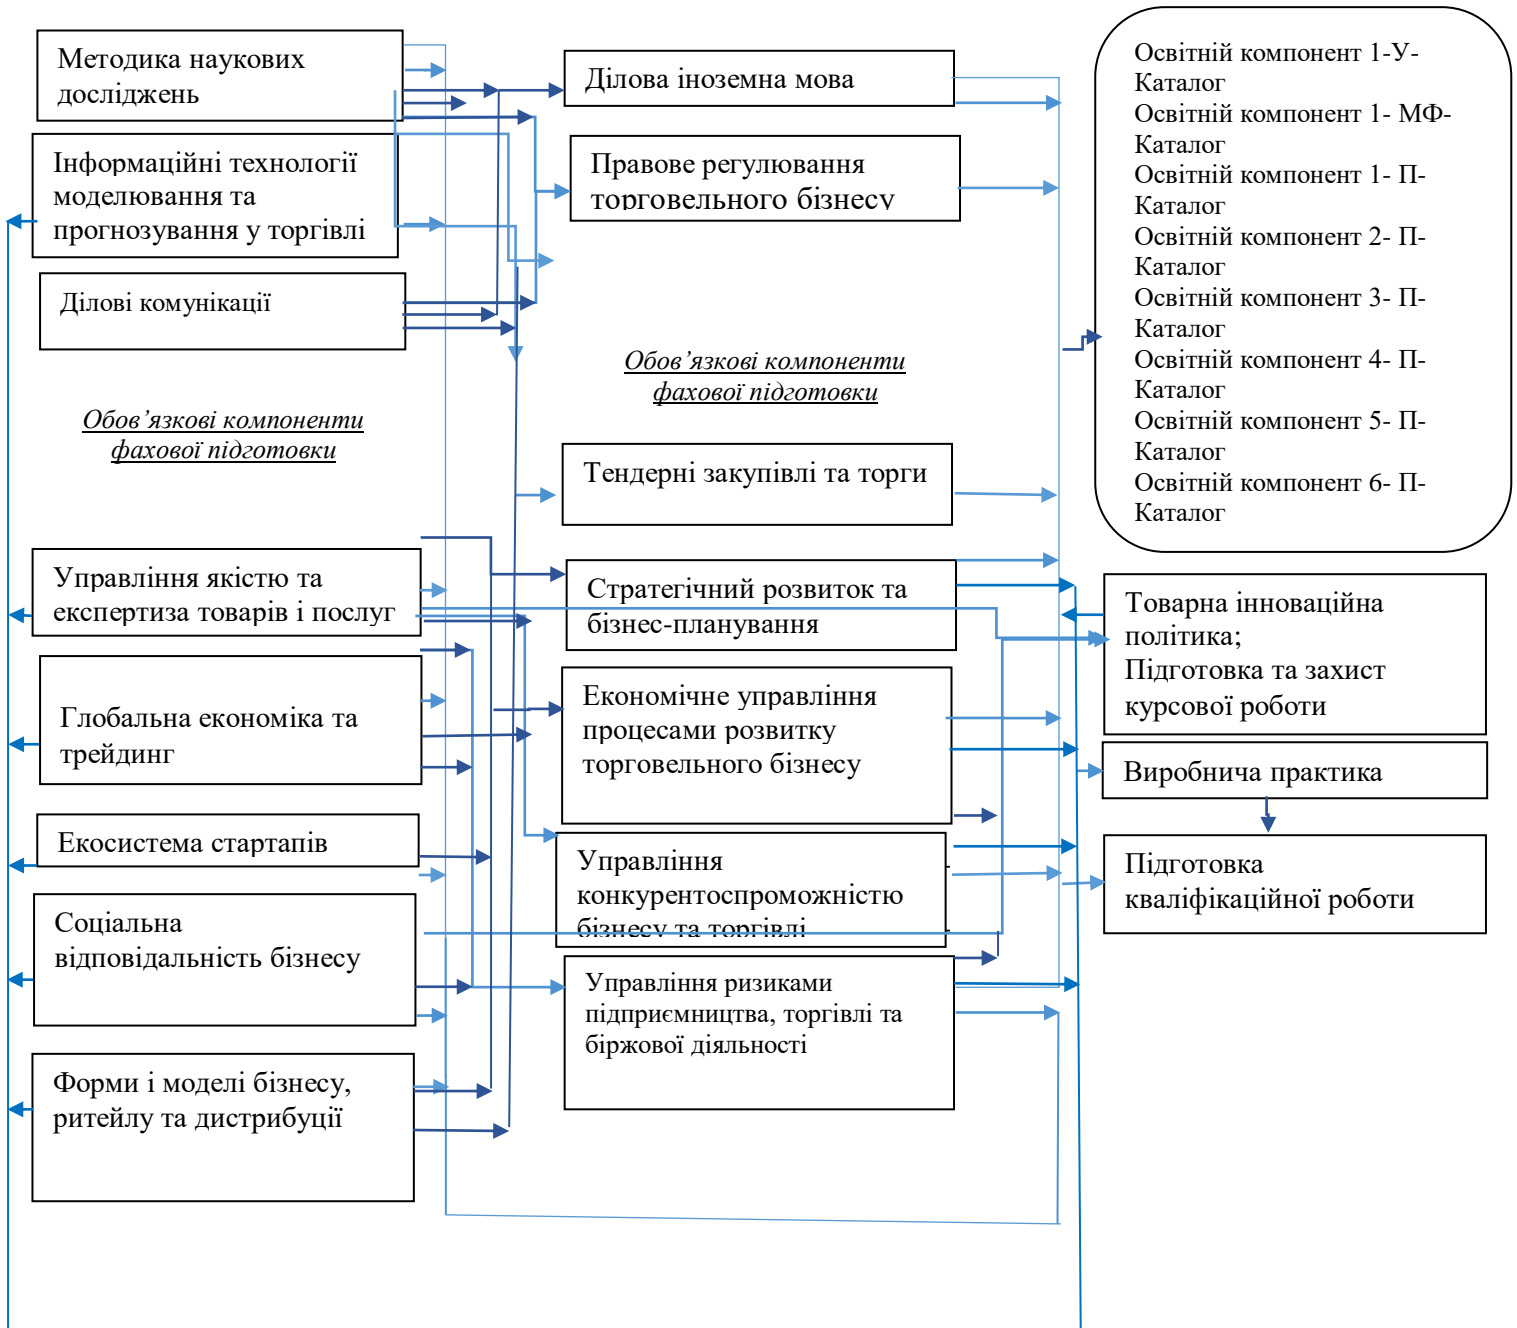 Методика наукових
досліджень
Інформаційні технології
моделювання та
прогнозування у торгівлі
Ділові комунікації
Обов’язкові компоненти
фахової підготовки
Управління якістю та
експертиза товарів і послуг
Глобальна економіка та
трейдинг
Екосистема стартапів
Соціальна
відповідальність бізнесу
Форми і моделі бізнесу,
ритейлу та дистрибуції
Ділова іноземна мова
Правове регулювання
торговельного бізнесу
Обов’язкові компоненти
фахової підготовки
Тендерні закупівлі та торги
Стратегічний розвиток та
бізнес-планування
Економічне управління
процесами розвитку
торговельного бізнесу
Управління
конкурентоспроможністю
бізнесу та торгівлі
Управління ризиками
підприємництва, торгівлі та
біржової діяльності
Освітній компонент 1-У-
Каталог
Освітній компонент 1- МФ-
Каталог
Освітній компонент 1- П-
Каталог
Освітній компонент 2- П-
Каталог
Освітній компонент 3- П-
Каталог
Освітній компонент 4- П-
Каталог
Освітній компонент 5- П-
Каталог
Освітній компонент 6- П-
Каталог
Товарна інноваційна
політика;
Підготовка та захист
курсової роботи
Виробнича практика
Підготовка
кваліфікаційної роботи